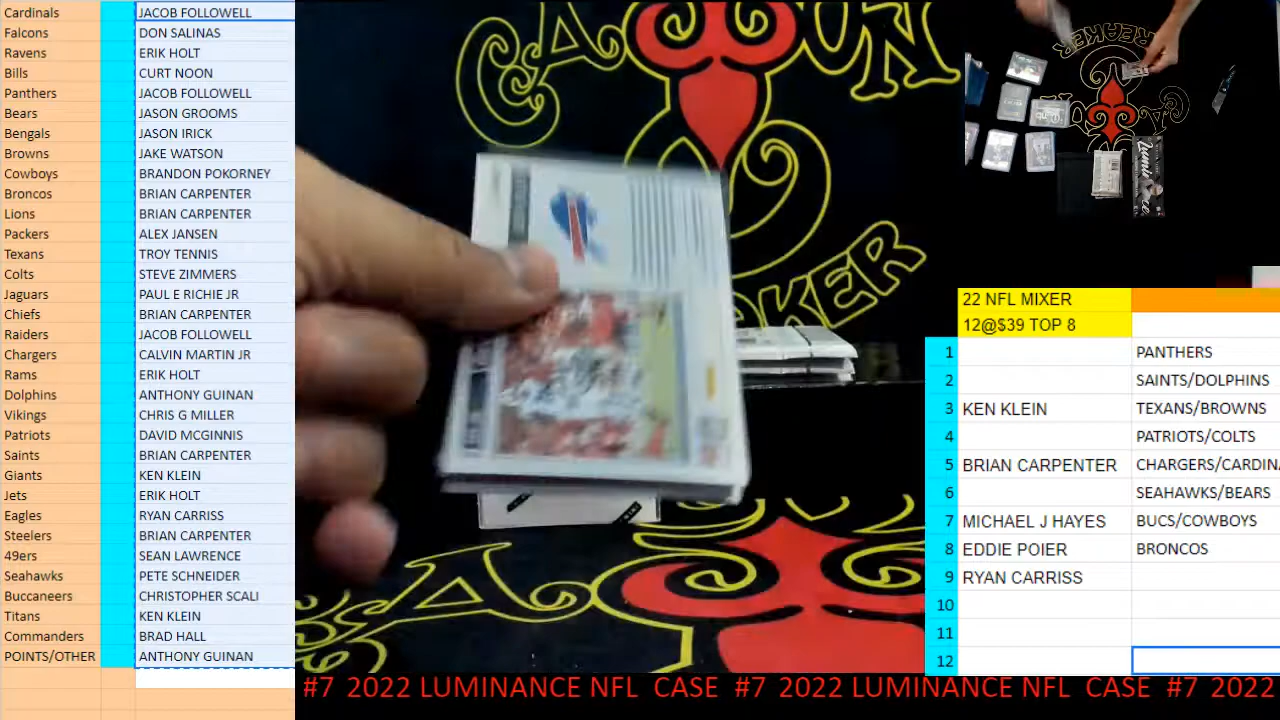 Cardinals JACOB FOLLOWELL
Falcons DON SALINAS
Ravens ERIK HOLT
Bills CURT NOON
Panthers JACOB FOLLOWELL
Bears JASON GROOMS
Bengals JASON IRICK
Browns JAKE WATSON
Cowboys BRANDON POKORNEY
Broncos BRIAN CARPENTER
Lions BRIAN CARPENTER
Packers ALEX JANSEN
Texans TROY TENNIS
Colts STEVE ZIMMERS
Jaguars PAUL E RICHIE JR
Chiefs BRIAN CARPENTER
Raiders JACOB FOLLOWELL
Chargers CALVIN MARTIN JR
Rams ERIK HOLT
Dolphins ANTHONY GUINAN
Vikings CHRIS G MILLER
Patriots DAVID MCGINNIS
Saints BRIAN CARPENTER
Giants KEN KLEIN
Jets ERIK HOLT
Eagles RYAN CARRISS
Steelers BRIAN CARPENTER
49ers SEAN LAWRENCE
Seahawks PETE SCHNEIDER
Buccaneers CHRISTOPHER SCALI
Titans KEN KLEIN
Commanders BRAD HALL
POINTS/OTHER ANTHONY GUINAN
REAKER
22 NFL MIXER
12@$39 TOP 8
1 PANTHERS
2 SAINTS/DOLPHINS
3 KEN KLEIN TEXANS/BROWNS
4 PATRIOTS/COLTS
5 BRIAN CARPENTER CHARGERS/CARDINA
6 SEAHAWKS/BEARS
7 MICHAEL J HAYES BUCS/COWBOYS
8 EDDIE POIER BRONCOS
9 RYAN CARRISS
10
11
12
#7 2022 LUMINANCE NFL CASE #7 2022 LUMINANCE NFL CASE #7 2022